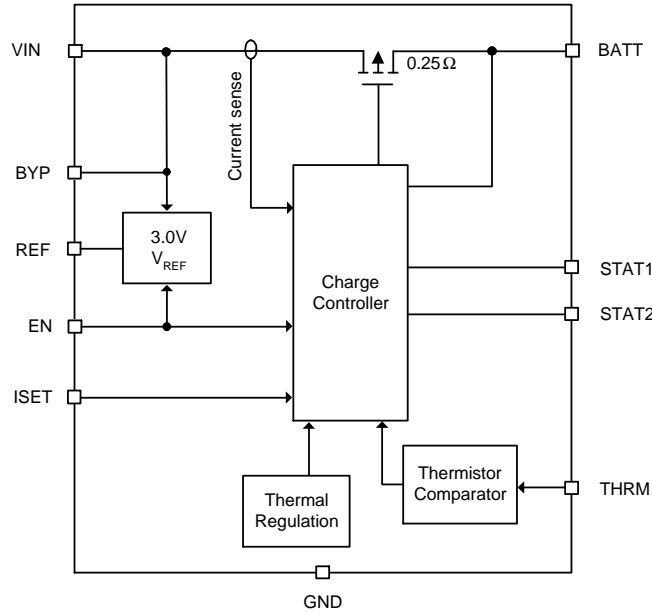 VIN
BATT
0.25Ω
Current sense
BYP
3.0V
VREF
REF
Charge
Controller
STAT1
STAT2
EN
ISET
Thermal
Regulation
Thermistor
Comparator
THRM
GND